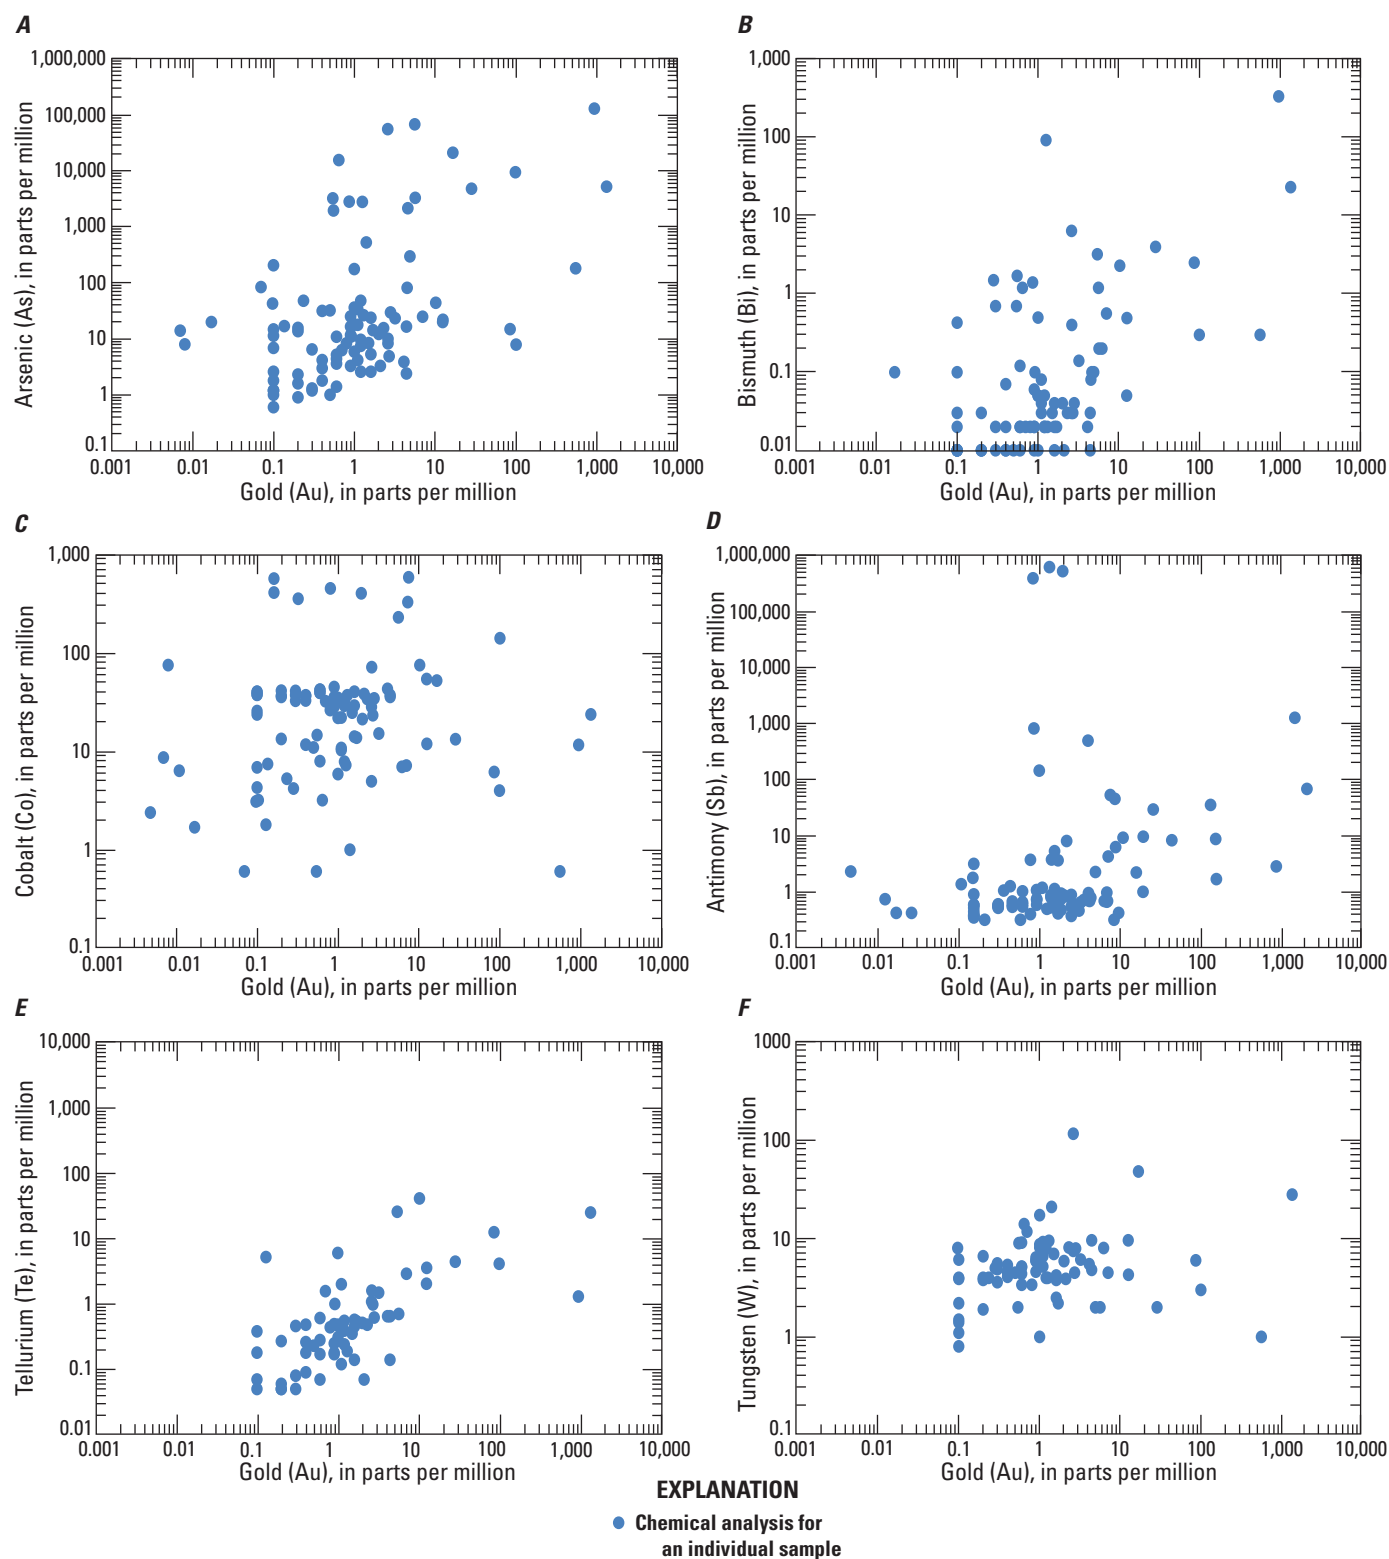 A
1,000,000
100,000
10,000
1,000
100
10
1
0.1
Arsenic (As), in parts per million
0.001 0.01 0.1 1 10 100 1,000 10,000
Gold (Au), in parts per million
B
1,000
100
10
1
0.1
0.01
Bismuth (Bi), in parts per million
0.001 0.01 0.1 1 10 100 1,000 10,000
Gold (Au), in parts per million
C
1,000
100
10
1
0.1
Cobalt (Co), in parts per million
0.001 0.01 0.1 1 10 100 1,000 10,000
Gold (Au), in parts per million
D
1,000,000
100,000
10,000
1,000
100
10
1
0.1
Antimony (Sb), in parts per million
0.001 0.01 0.1 1 10 100 1,000 10,000
Gold (Au), in parts per million
E
10,000
1,000
100
10
1
0.1
0.01
Tellurium (Te), in parts per million
0.001 0.01 0.1 1 10 100 1,000 10,000
Gold (Au), in parts per million
F
1000
100
10
1
0.1
Tungsten (W), in parts per million
0.001 0.01 0.1 1 10 100 1,000 10,000
Gold (Au), in parts per million
EXPLANATION
Chemical analysis for
an individual sample